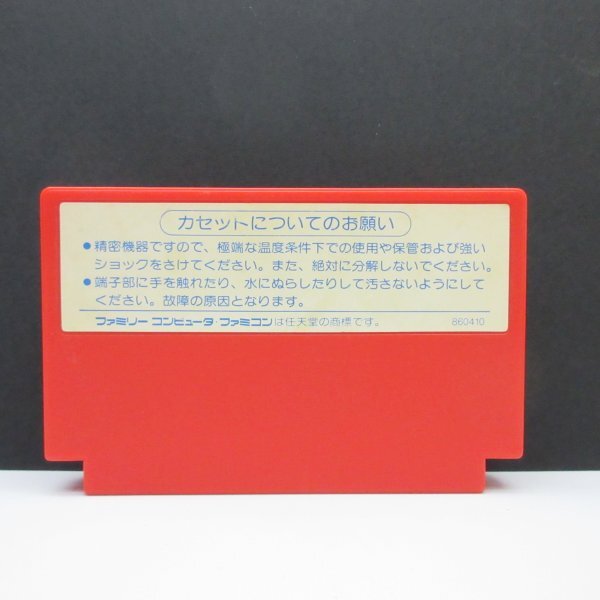 カセットについてのお願い
●精密機器ですので、極端な温度条件下での使用や保管および強い
ショックをさけてください。また、絶対に分解しないでください。
●端子部に手を触れたり、水にぬらしたりして汚さないようにして
ください。故障の原因となります。
ファミリー コンピュータ・ファミコンは任天堂の商標です。 860410